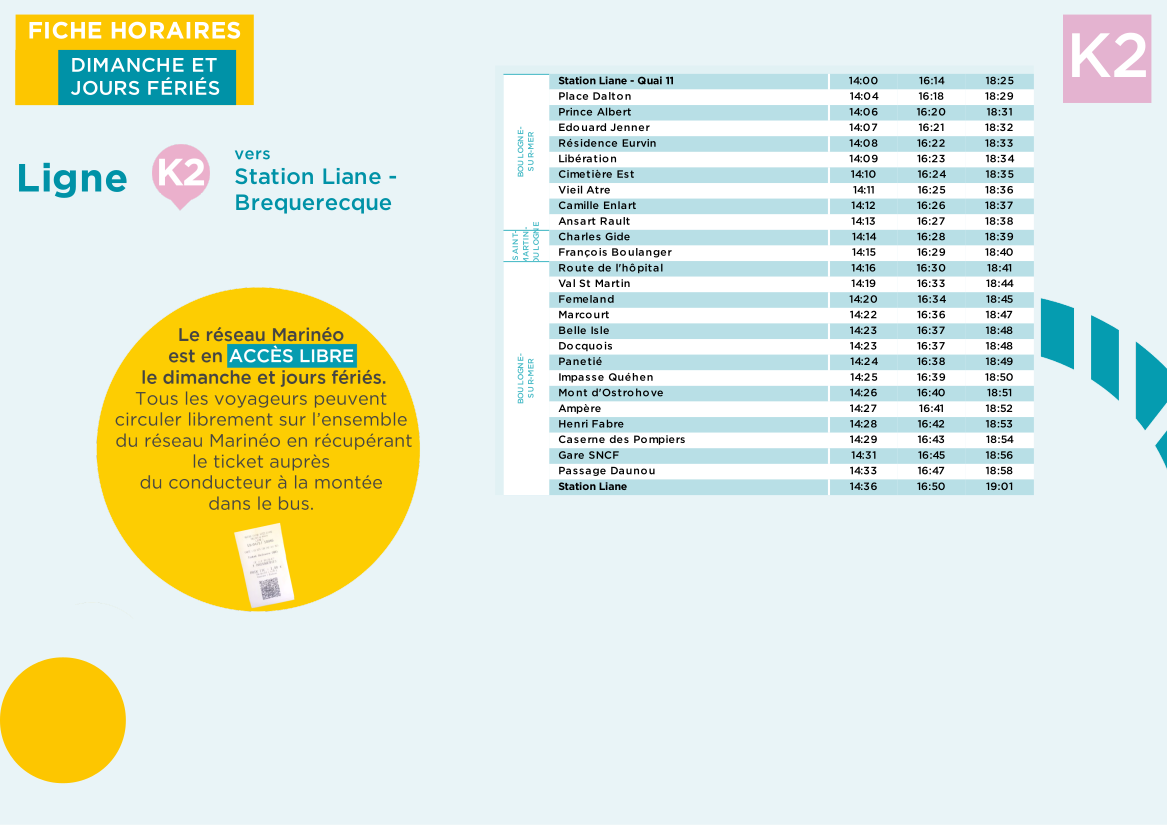 FICHE HORAIRES
DIMANCHE ET
JOURS FÉRIÉS
K2
Ligne
K2
vers
Station Liane -
Brequerecque
Le réseau Marinéo
est en ACCÈS LIBRE
le dimanche et jours fériés.
Tous les voyageurs peuvent
circuler librement sur l'ensemble
du réseau Marinéo en récupérant
le ticket auprès
du conducteur à la montée
dans le bus.
BOULOGNE-
SUR-MER
SAINT-
MARTIN-
BOULOGNE-
SUR-MER
Station Liane - Quai 11 14:00 16:14 18:25
Place Dalton 14:04 16:18 18:29
Prince Albert 14:06 16:20 18:31
Edouard Jenner 14:07 16:21 18:32
Résidence Eurvin 14:08 16:22 18:33
Libération 14:09 16:23 18:34
Cimetière Est 14:10 16:24 18:35
Vieil Atre 14:11 16:25 18:36
Camille Enlart 14:12 16:26 18:37
Ansart Rault 14:13 16:27 18:38
Charles Gide 14:14 16:28 18:39
François Boulanger 14:15 16:29 18:40
Route de l'hôpital 14:16 16:30 18:41
Val St Martin 14:19 16:33 18:44
Femeland 14:20 16:34 18:45
Marcourt 14:22 16:36 18:47
Belle Isle 14:23 16:37 18:48
Docquois 14:23 16:37 18:48
Panetié 14:24 16:38 18:49
Impasse Quéhen 14:25 16:39 18:50
Mont d'Ostrohove 14:26 16:40 18:51
Ampère 14:27 16:41 18:52
Henri Fabre 14:28 16:42 18:53
Caserne des Pompiers 14:29 16:43 18:54
Gare SNCF 14:31 16:45 18:56
Passage Daunou 14:33 16:47 18:58
Station Liane 14:36 16:50 19:01